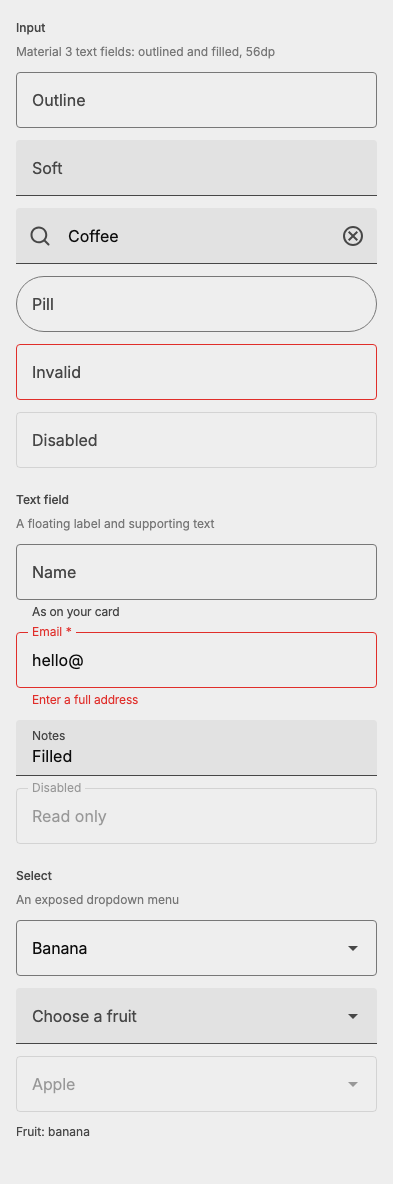 Input
Material 3 text fields: outlined and filled, 56dp
Outline
Soft
Coffee
Pill
Invalid
Disabled
Text field
A floating label and supporting text
Name
As on your card
Email *
hello@
Enter a full address
Notes
Filled
Disabled
Read only
Select
An exposed dropdown menu
Banana
Choose a fruit
Apple
Fruit: banana